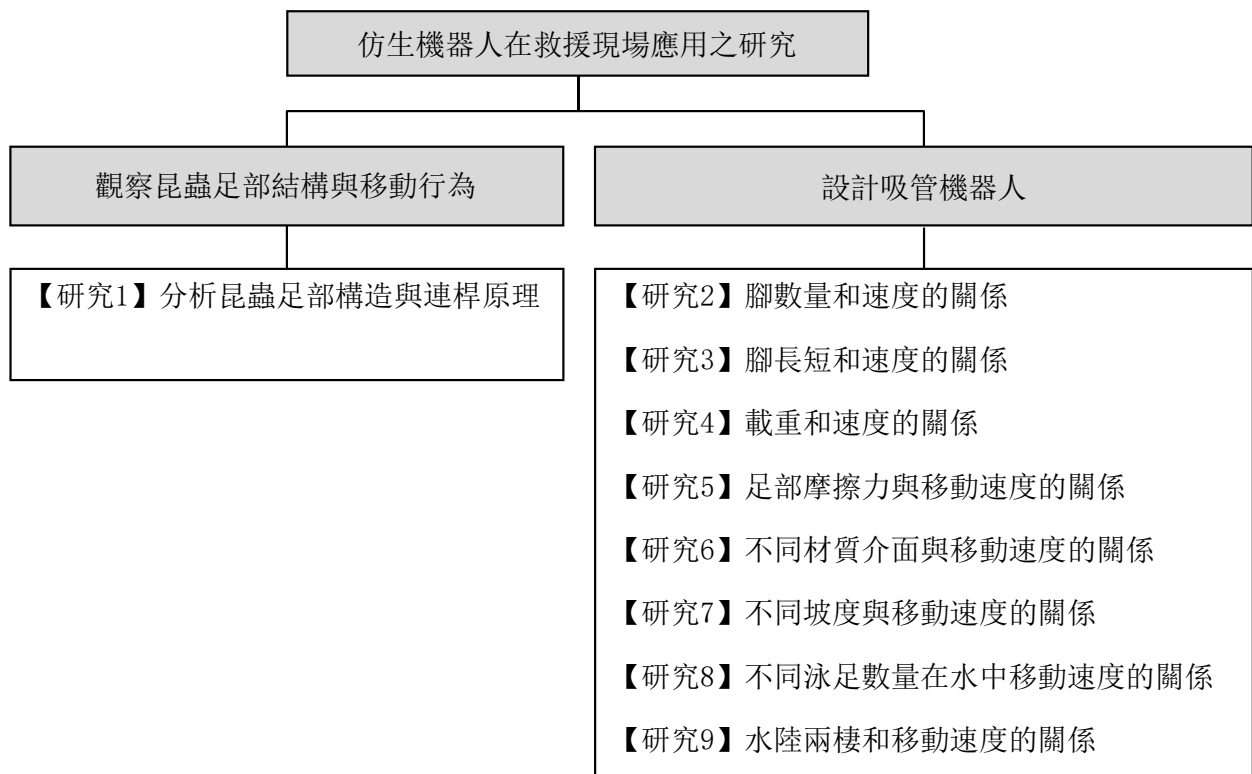 仿生機器人在救援現場應用之研究
觀察昆蟲足部結構與移動行為
設計吸管機器人
【研究1】分析昆蟲足部構造與連桿原理
【研究2】腳數量和速度的關係
【研究3】腳長短和速度的關係
【研究4】載重和速度的關係
【研究5】足部摩擦力與移動速度的關係
【研究6】不同材質介面與移動速度的關係
【研究7】不同坡度與移動速度的關係
【研究8】不同泳足數量在水中移動速度的關係
【研究9】水陸兩棲和移動速度的關係